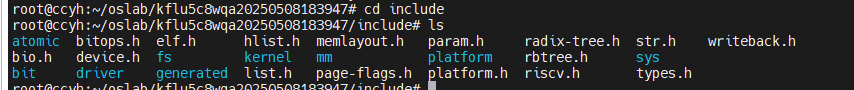 root@ccyh:~/oslab/kflu5c8wqa20250508183947# cd include
root@ccyh:~/oslab/kflu5c8wqa20250508183947/include# ls
atomic bitops.h elf.h hlist.h memlayout.h param.h radix-tree.h str.h writeback.h
bio.h device.h fs kernel mm platform rbtree.h sys
bit driver generated list.h page-flags.h platform.h riscv.h types.h
root@ccyh:~/oslab/kflu5c8wqa20250508183947/include#